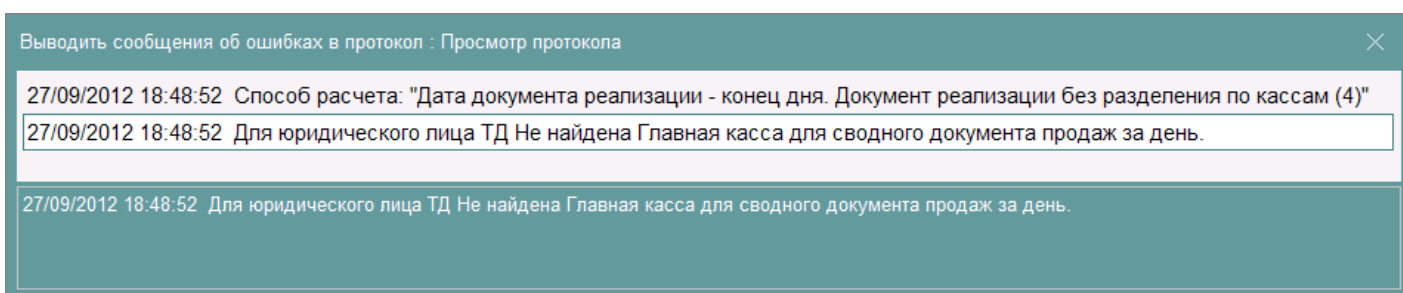 Выводить сообщения об ошибках в протокол : Просмотр протокола
27/09/2012 18:48:52 Способ расчета: "Дата документа реализации - конец дня. Документ реализации без разделения по кассам (4)"
27/09/2012 18:48:52 Для юридического лица ТД Не найдена Главная касса для сводного документа продаж за день.
27/09/2012 18:48:52 Для юридического лица ТД Не найдена Главная касса для сводного документа продаж за день.